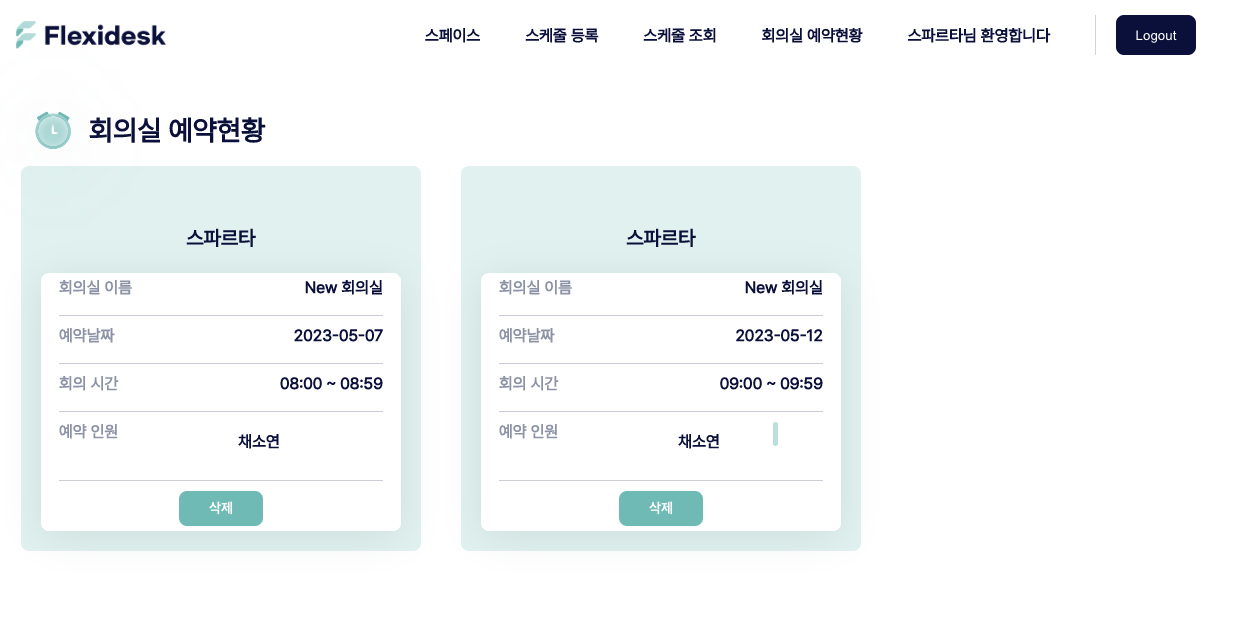 Flexidesk
스페이스 스케줄 등록 스케줄 조회 회의실 예약현황 스파르타님 환영합니다 Logout
회의실 예약현황
스파르타
회의실 이름 New 회의실
예약날짜 2023-05-07
회의 시간 08:00 ~ 08:59
예약 인원 채소연
삭제
스파르타
회의실 이름 New 회의실
예약날짜 2023-05-12
회의 시간 09:00 ~ 09:59
예약 인원 채소연
삭제